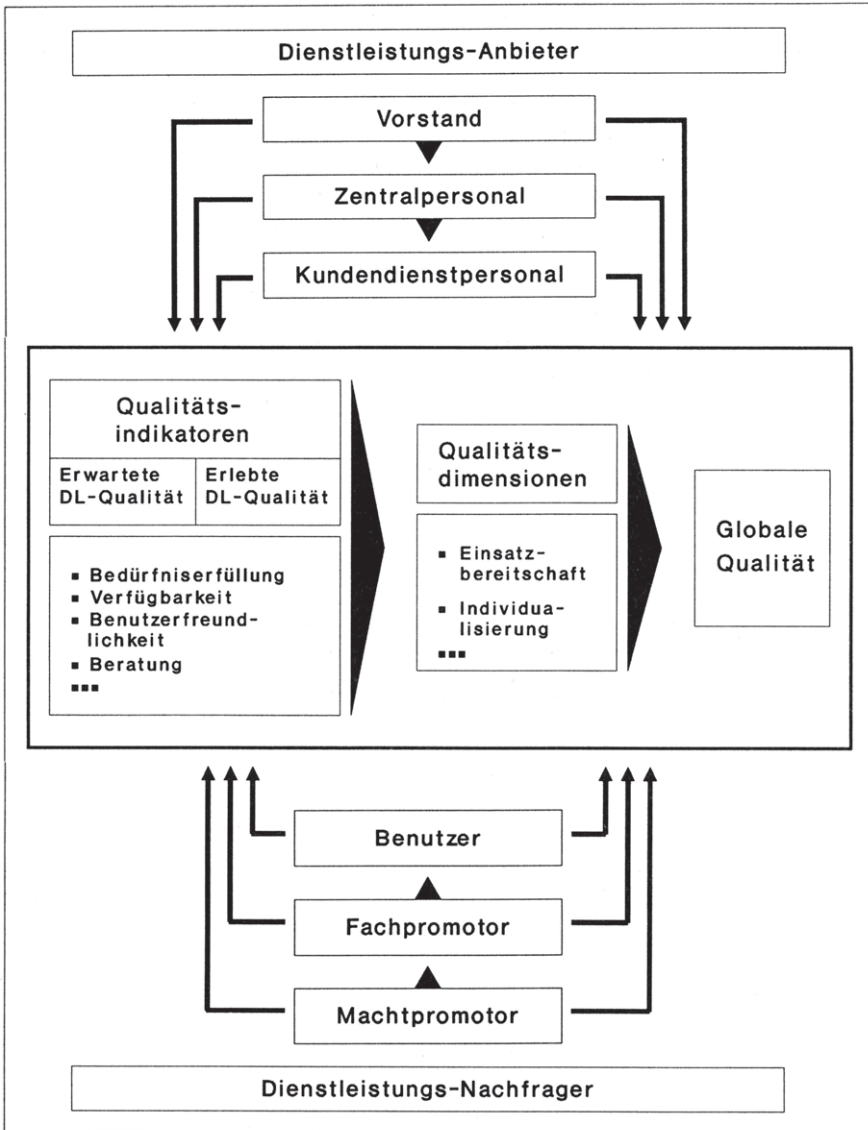 Dienstleistungs-Anbieter
Vorstand
Zentralpersonal
Kundendienstpersonal
Qualitäts-
indikatoren
Erwartete
DL-Qualität
Erlebte
DL-Qualität
▪ Bedürfniserfüllung
▪ Verfügbarkeit
▪ Benutzerfreund-
lichkeit
▪ Beratung
▪▪▪
Qualitäts-
dimensionen
▪ Einsatz-
bereitschaft
▪ Individua-
lisierung
▪▪▪
Globale
Qualität
Benutzer
Fachpromotor
Machtpromotor
Dienstleistungs-Nachfrager